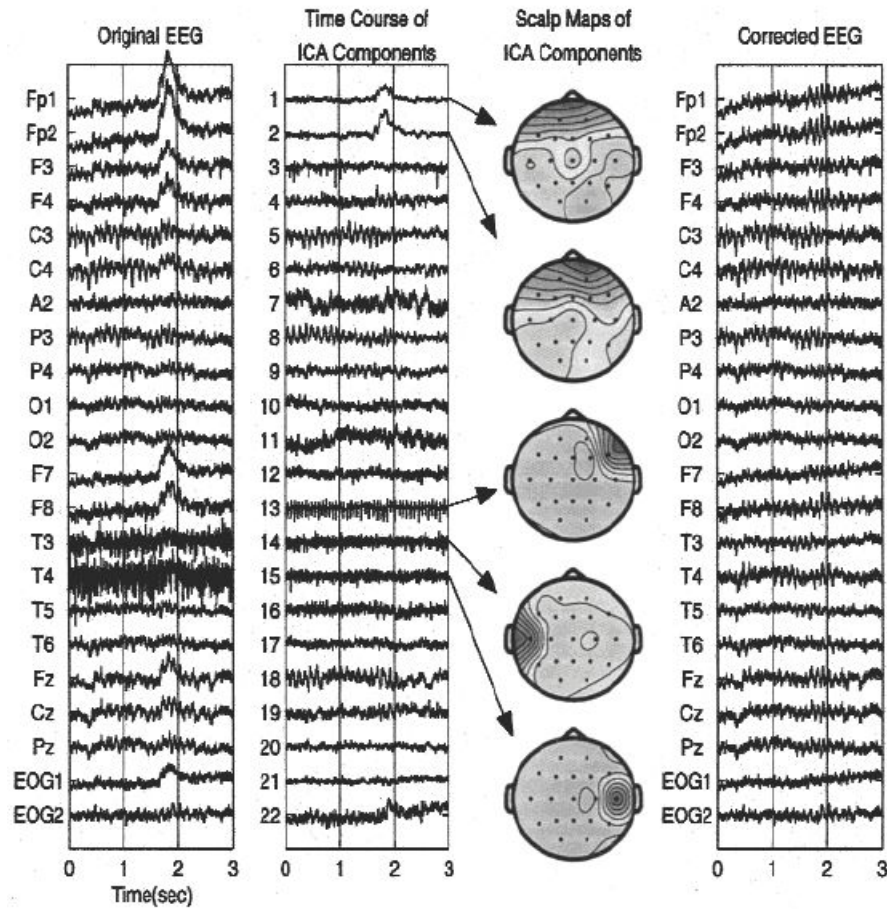 Original EEG
Time Course of
ICA Components
Scalp Maps of
ICA Components
Corrected EEG
Fp1
Fp2
F3
F4
C3
C4
A2
P3
P4
O1
O2
F7
F8
T3
T4
T5
T6
Fz
Cz
Pz
EOG1
EOG2
0 1 2 3
Time(sec)
1
2
3
4
5
6
7
8
9
10
11
12
13
14
15
16
17
18
19
20
21
22
0 1 2 3
Fp1
Fp2
F3
F4
C3
C4
A2
P3
P4
O1
O2
F7
F8
T3
T4
T5
T6
Fz
Cz
Pz
EOG1
EOG2
0 1 2 3